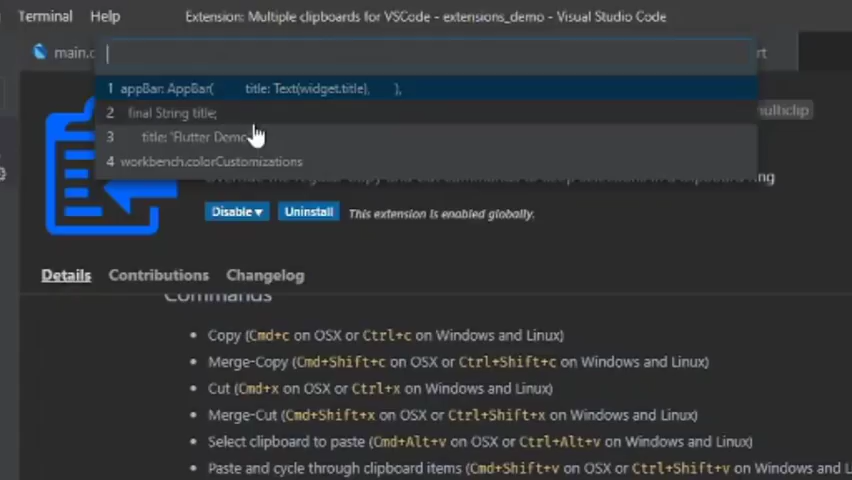 Terminal Help Extension: Multiple clipboards for VSCode - extensions_demo - Visual Studio Code
1 appBar: AppBar( title: Text(widget.title), ),
2 final String title;
3 title: 'Flutter Demo
4 workbench.colorCustomizations
multiclip
Disable Uninstall This extension is enabled globally.
Details Contributions Changelog
Commands
• Copy (Cmd+c on OSX or Ctrl+c on Windows and Linux)
• Merge-Copy (Cmd+Shift+c on OSX or Ctrl+Shift+c on Windows and Linux)
• Cut (Cmd+x on OSX or Ctrl+x on Windows and Linux)
• Merge-Cut (Cmd+Shift+x on OSX or Ctrl+Shift+x on Windows and Linux)
• Select clipboard to paste (Cmd+Alt+v on OSX or Ctrl+Alt+v on Windows and Linux)
• Paste and cycle through clipboard items (Cmd+Shift+v on OSX or Ctrl+Shift+v on Windows and L